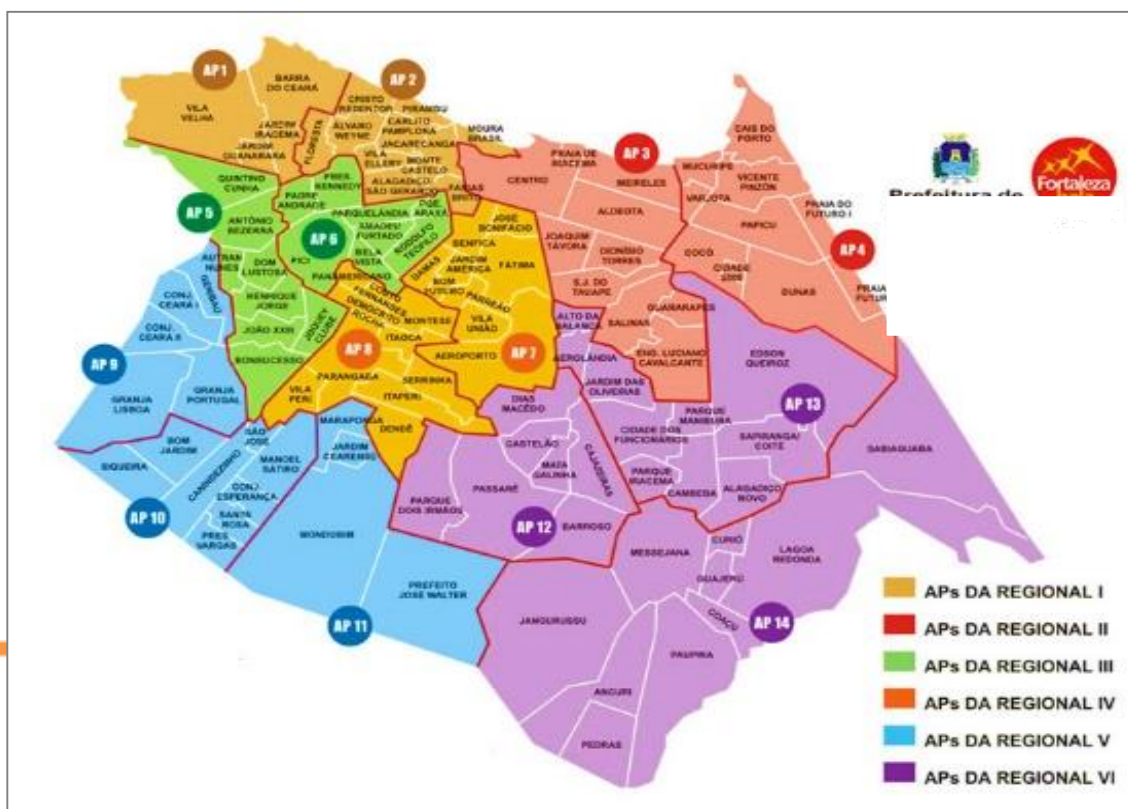 AP 1
BARRA
DO CEARÁ
VILA
VELHA
JARDIM
IRACEMA
JARDIM
GUANABARA
FLORESTA
AP 2
CRISTO
REDENTOR
PIRAMBU
CARLITO
PAMPLONA
ÁLVARO
WEYNE
JACARECANGA
VILA
ELLERY
MONTE
CASTELO
ALAGADIÇO/
SÃO GERARDO
MOURA
BRASIL
FARIAS
BRITO
AP 3
CENTRO
PRAIA DE
IRACEMA
MEIRELES
ALDEOTA
JOAQUIM
TÁVORA
DIONÍSIO
TORRES
S.J. DO
TAUAPE
GUARARAPES
SALINAS
ENG. LUCIANO
CAVALCANTE
CAIS DO
PORTO
MUCURIPE
VICENTE
PINZÓN
VARJOTA
PAPICU
PRAIA DO
FUTURO I
COCÓ
CIDADE
2000
DUNAS
AP 4
PRAIA
FUTUR
Prefeitura de
Fortaleza
AP 5
QUINTINO
CUNHA
PADRE
ANDRADE
ANTÔNIO
BEZERRA
AUTRAN
NUNES
DOM
LUSTOSA
HENRIQUE
JORGE
JOÃO XXIII
JOQUEY
CLUBE
BONSUCESSO
AP 6
PRES.
KENNEDY
PARQUELÂNDIA
PQE.
ARAXÁ
AMADEU
FURTADO
RODOLFO
TEÓFILO
BELA
VISTA
PICI
PANAMERICANO
AP 7
JOSÉ
BONIFÁCIO
BENFICA
JARDIM
AMÉRICA
FÁTIMA
DAMAS
BOM
FUTURO
PARREÃO
VILA
UNIÃO
AEROPORTO
AP 8
COUTO
FERNANDES
DEMÓCRITO
ROCHA
MONTESE
ITAOCA
PARANGABA
SERRINHA
VILA
PERI
ITAPERI
DENDÊ
AP 9
GENIBAÚ
CONJ.
CEARÁ I
CONJ.
CEARÁ II
GRANJA
LISBOA
GRANJA
PORTUGAL
AP 10
BOM
JARDIM
SIQUEIRA
SÃO
JOSÉ
CANINDEZINHO
MANOEL
SÁTIRO
CONJ.
ESPERANÇA
SANTA
ROSA
PRES.
VARGAS
AP 11
MARAPONGA
JARDIM
CEARENSE
MONDUBIM
PREFEITO
JOSÉ WALTER
AP 12
DIAS
MACÊDO
CASTELÃO
MATA
GALINHA
CAJAZEIRAS
PASSARÉ
PARQUE
DOIS IRMÃOS
BARROSO
AP 13
ALTO DA
BALANÇA
AEROLÂNDIA
JARDIM DAS
OLIVEIRAS
EDSON
QUEIROZ
CIDADE DOS
FUNCIONÁRIOS
PARQUE
MANIBURA
SAPIRANGA/
COITÉ
PARQUE
IRACEMA
CAMBEBA
ALAGADIÇO
NOVO
AP 14
SABIAGUABA
MESSEJANA
CURIÓ
LAGOA
REDONDA
GUAJERÚ
COAÇU
JANGURUSSU
PAUPINA
ANCURI
PEDRAS
APs DA REGIONAL I
APs DA REGIONAL II
APs DA REGIONAL III
APs DA REGIONAL IV
APs DA REGIONAL V
APs DA REGIONAL VI